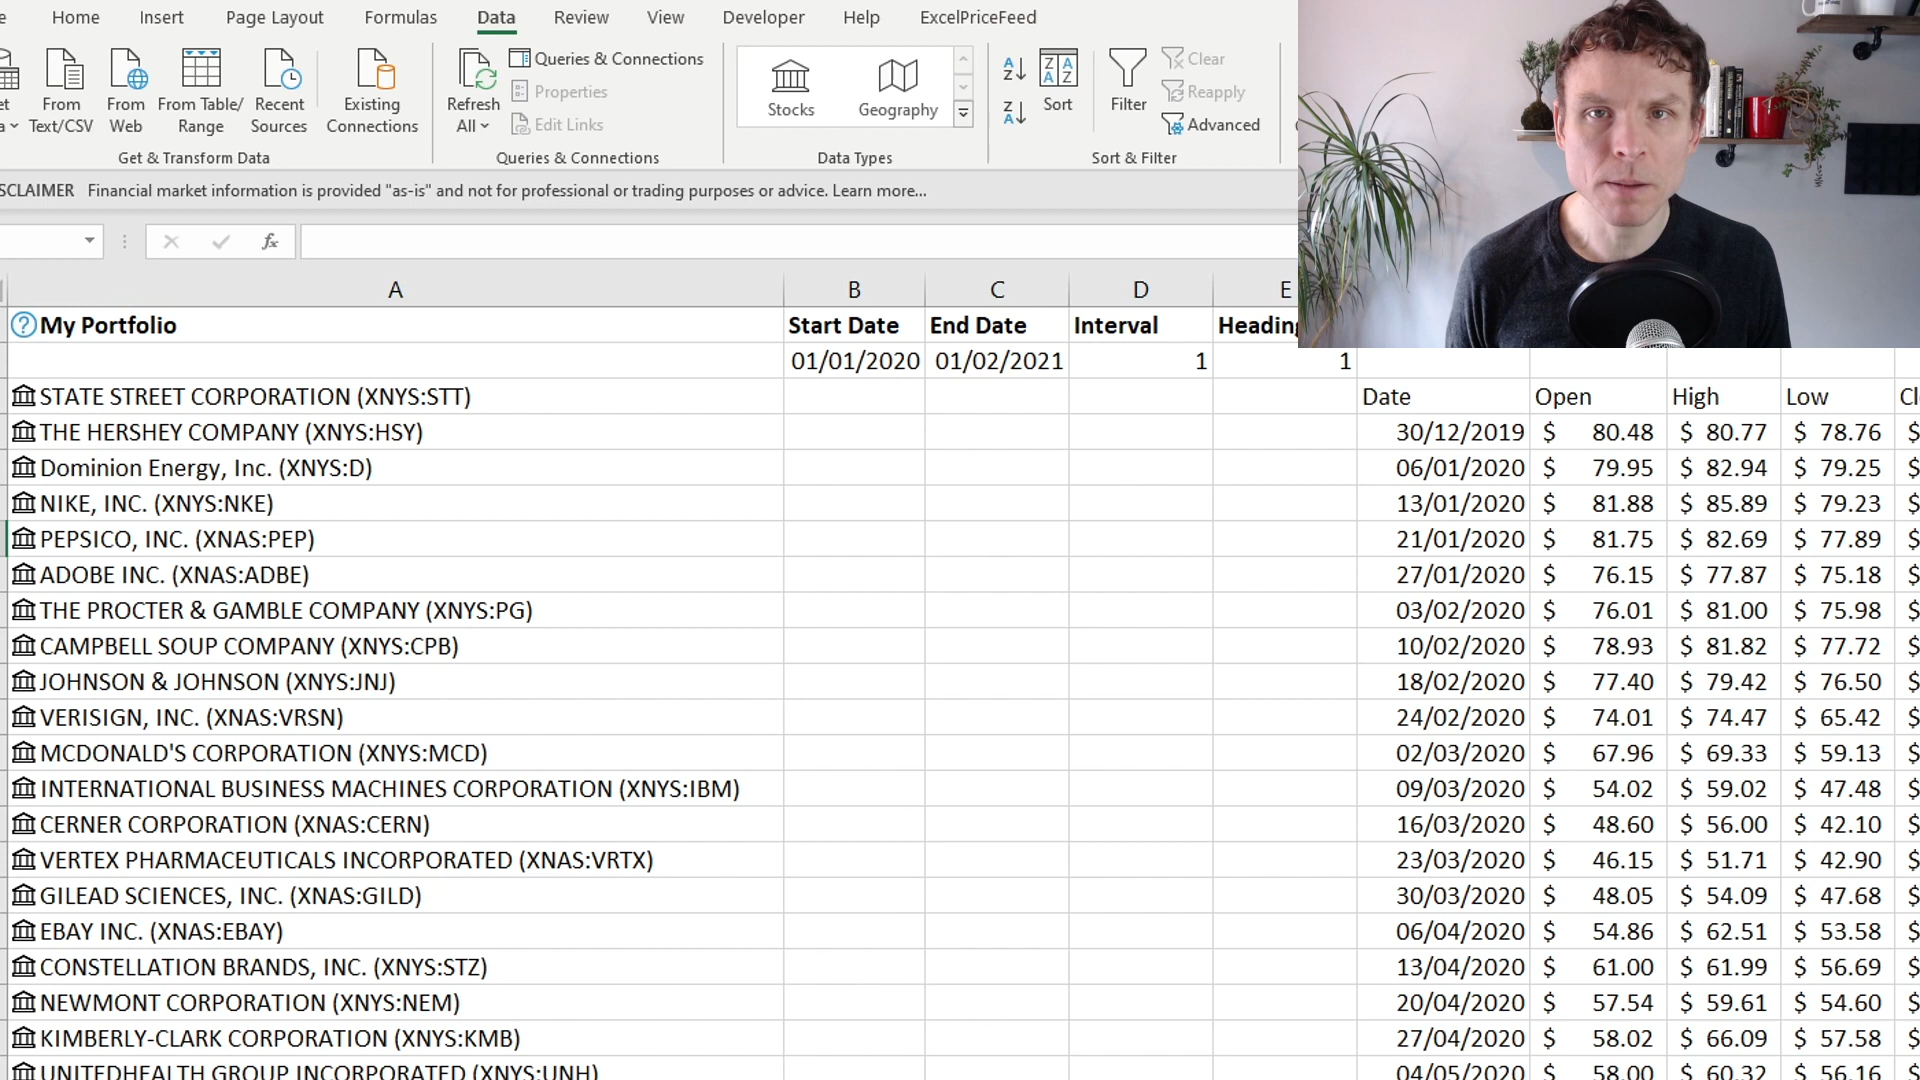 Home Insert Page Layout Formulas Data Review View Developer Help ExcelPriceFeed
From Text/CSV
From Web
From Table/ Range
Recent Sources
Existing Connections
Get & Transform Data
Refresh All
Queries & Connections
Properties
Edit Links
Queries & Connections
Stocks
Geography
Data Types
Sort
Filter
Clear
Reapply
Advanced
Sort & Filter
SCLAIMER Financial market information is provided "as-is" and not for professional or trading purposes or advice. Learn more...
fx
A B C D E
My Portfolio Start Date End Date Interval Heading
01/01/2020 01/02/2021 1 1
STATE STREET CORPORATION (XNYS:STT) Date Open High Low Cl
THE HERSHEY COMPANY (XNYS:HSY) 30/12/2019 $ 80.48 $ 80.77 $ 78.76 $
Dominion Energy, Inc. (XNYS:D) 06/01/2020 $ 79.95 $ 82.94 $ 79.25 $
NIKE, INC. (XNYS:NKE) 13/01/2020 $ 81.88 $ 85.89 $ 79.23 $
PEPSICO, INC. (XNAS:PEP) 21/01/2020 $ 81.75 $ 82.69 $ 77.89 $
ADOBE INC. (XNAS:ADBE) 27/01/2020 $ 76.15 $ 77.87 $ 75.18 $
THE PROCTER & GAMBLE COMPANY (XNYS:PG) 03/02/2020 $ 76.01 $ 81.00 $ 75.98 $
CAMPBELL SOUP COMPANY (XNYS:CPB) 10/02/2020 $ 78.93 $ 81.82 $ 77.72 $
JOHNSON & JOHNSON (XNYS:JNJ) 18/02/2020 $ 77.40 $ 79.42 $ 76.50 $
VERISIGN, INC. (XNAS:VRSN) 24/02/2020 $ 74.01 $ 74.47 $ 65.42 $
MCDONALD'S CORPORATION (XNYS:MCD) 02/03/2020 $ 67.96 $ 69.33 $ 59.13 $
INTERNATIONAL BUSINESS MACHINES CORPORATION (XNYS:IBM) 09/03/2020 $ 54.02 $ 59.02 $ 47.48 $
CERNER CORPORATION (XNAS:CERN) 16/03/2020 $ 48.60 $ 56.00 $ 42.10 $
VERTEX PHARMACEUTICALS INCORPORATED (XNAS:VRTX) 23/03/2020 $ 46.15 $ 51.71 $ 42.90 $
GILEAD SCIENCES, INC. (XNAS:GILD) 30/03/2020 $ 48.05 $ 54.09 $ 47.68 $
EBAY INC. (XNAS:EBAY) 06/04/2020 $ 54.86 $ 62.51 $ 53.58 $
CONSTELLATION BRANDS, INC. (XNYS:STZ) 13/04/2020 $ 61.00 $ 61.99 $ 56.69 $
NEWMONT CORPORATION (XNYS:NEM) 20/04/2020 $ 57.54 $ 59.61 $ 54.60 $
KIMBERLY-CLARK CORPORATION (XNYS:KMB) 27/04/2020 $ 58.02 $ 66.09 $ 57.58 $
UNITEDHEALTH GROUP INCORPORATED (XNYS:UNH) 04/05/2020 $ 58.00 $ 60.32 $ 56.16 $